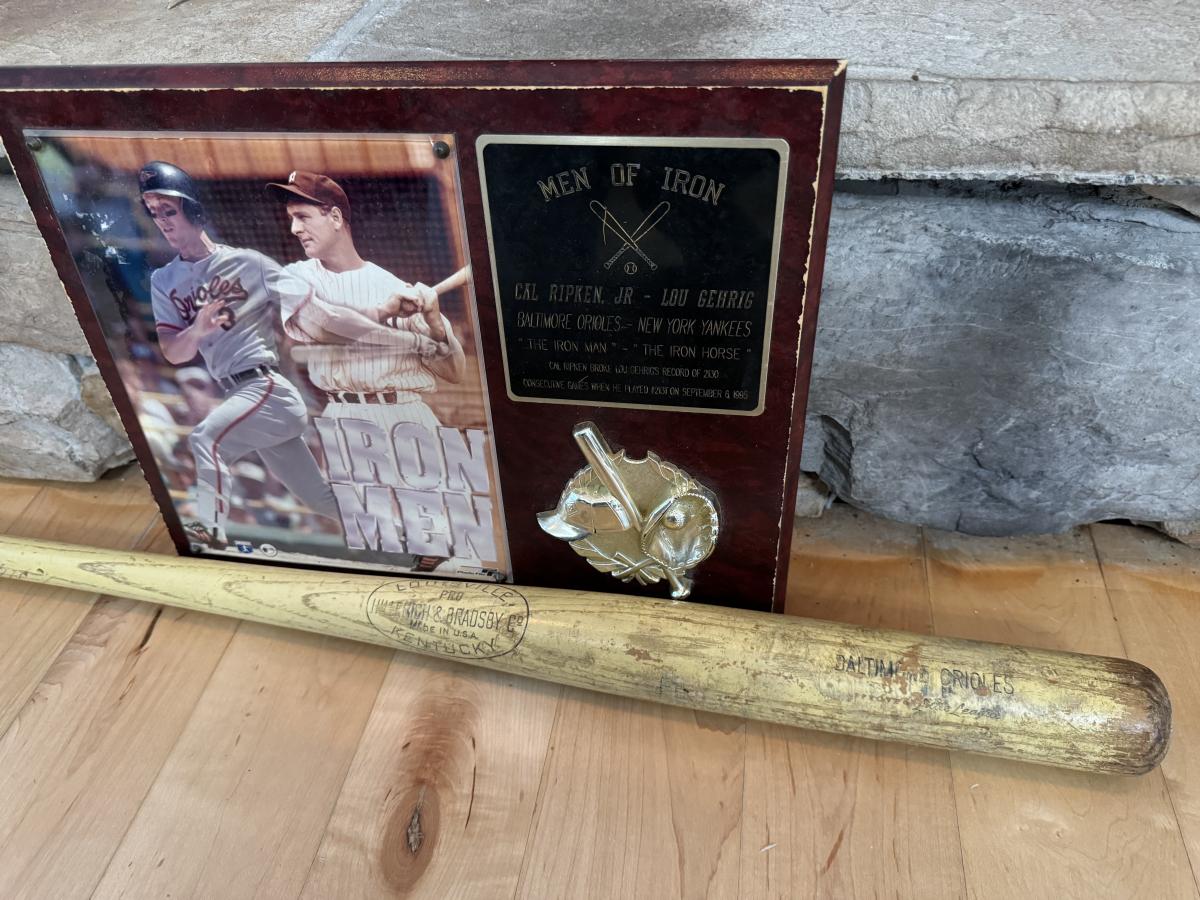 Orioles
IRON
MEN
MEN OF IRON
CAL RIPKEN, JR - LOU GEHRIG
BALTIMORE ORIOLES - NEW YORK YANKEES
" THE IRON MAN " - " THE IRON HORSE "
CAL RIPKEN BROKE LOU GEHRIG'S RECORD OF 2130
CONSECUTIVE GAMES WHEN HE PLAYED #2131 ON SEPTEMBER 6, 1995
LOUISVILLE,
PRO
HILLERICH & BRADSBY Cº
MADE IN U.S.A.
KENTUCKY
BALTIMORE ORIOLES
League